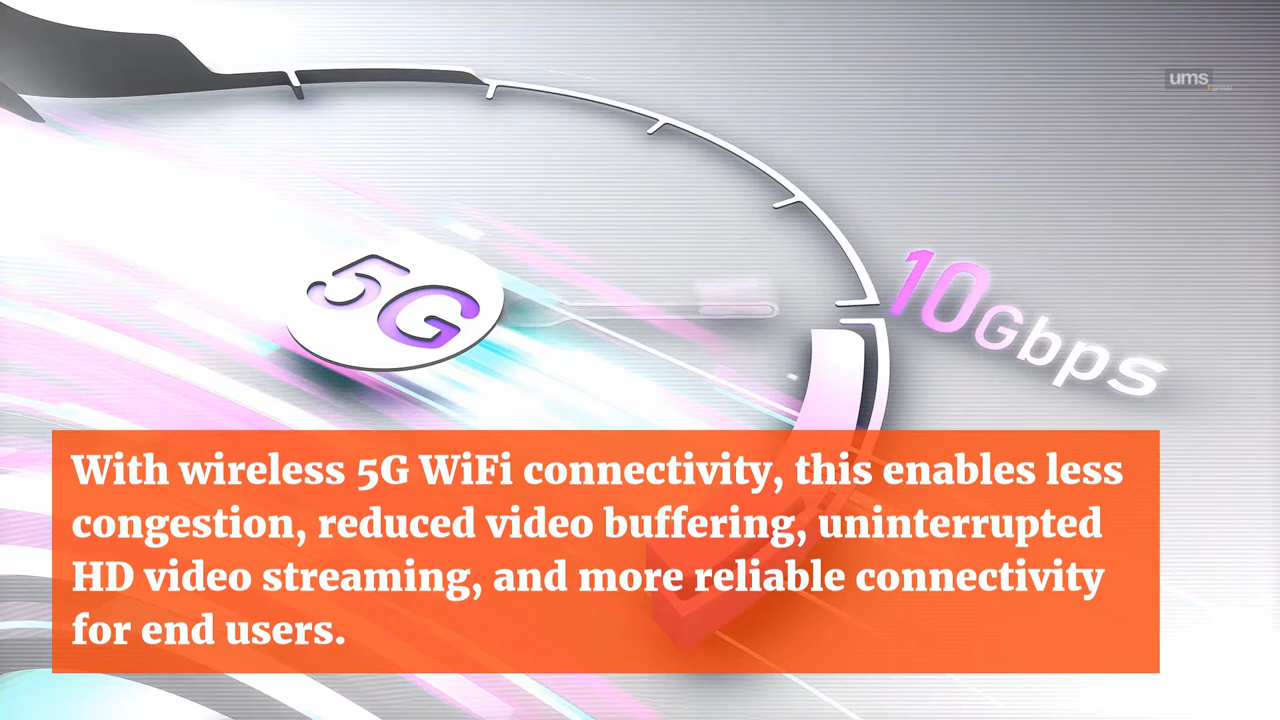 ums
group
5G
10Gbps
With wireless 5G WiFi connectivity, this enables less
congestion, reduced video buffering, uninterrupted
HD video streaming, and more reliable connectivity
for end users.